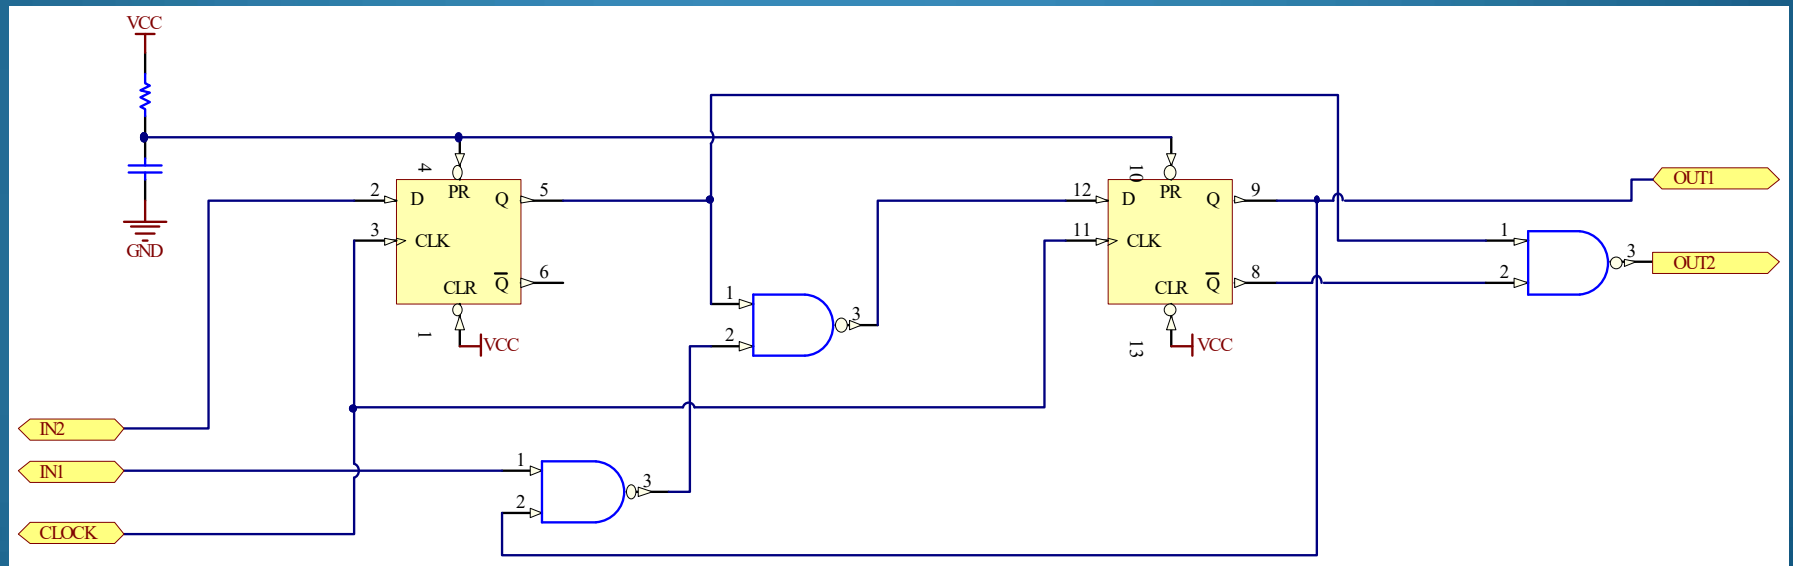 VCC
GND
4
2
D
PR
Q
5
3
CLK
6
CLR
Q̅
1
VCC
1
2
3
10
12
D
PR
Q
9
11
CLK
8
CLR
Q̅
13
VCC
OUT1
1
2
3
OUT2
IN2
IN1
CLOCK
1
2
3